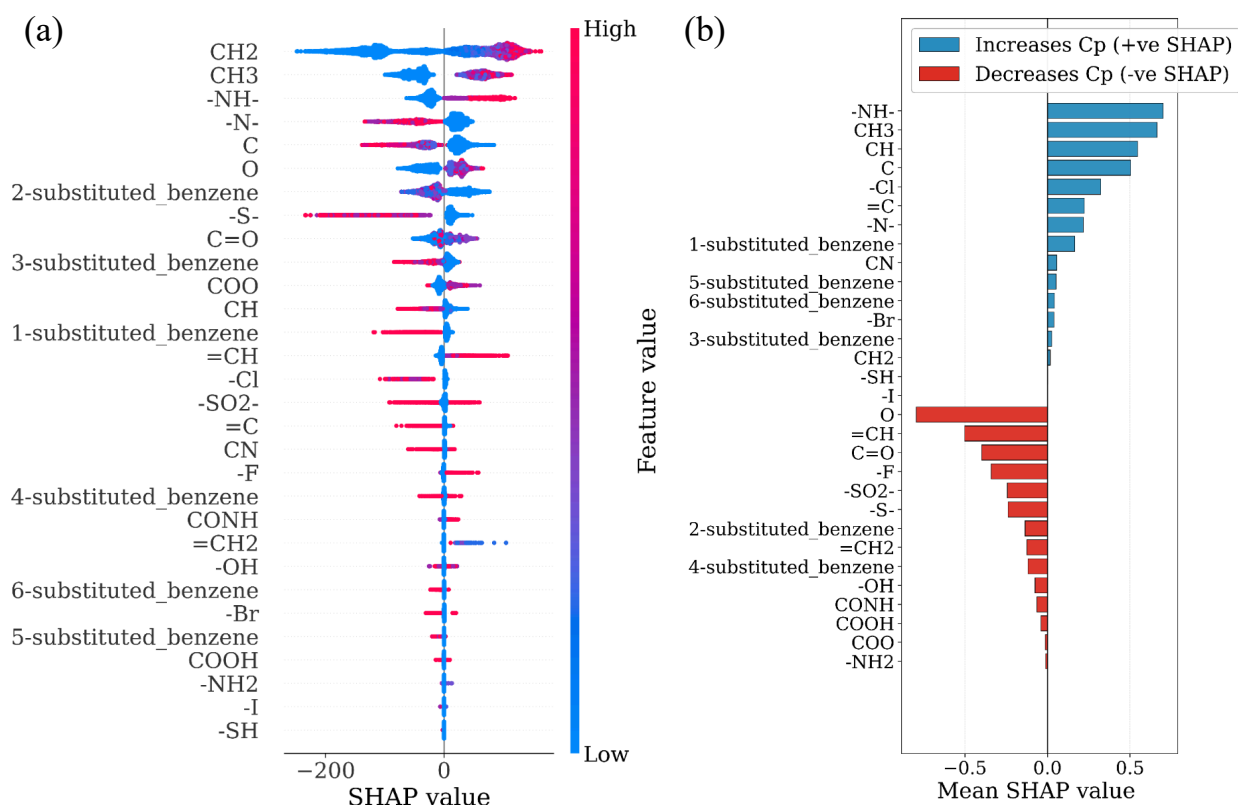 (a)
High
CH2
CH3
-NH-
-N-
C
O
2-substituted_benzene
-S-
C=O
3-substituted_benzene
COO
CH
1-substituted_benzene
=CH
-Cl
-SO2-
=C
CN
-F
4-substituted_benzene
CONH
=CH2
-OH
6-substituted_benzene
-Br
5-substituted_benzene
COOH
-NH2
-I
-SH
Low
Feature value
−200
0
SHAP value
(b)
Increases Cp (+ve SHAP)
Decreases Cp (-ve SHAP)
-NH-
CH3
CH
C
-Cl
=C
-N-
1-substituted_benzene
CN
5-substituted_benzene
6-substituted_benzene
-Br
3-substituted_benzene
CH2
-SH
-I
O
=CH
C=O
-F
-SO2-
-S-
2-substituted_benzene
=CH2
4-substituted_benzene
-OH
CONH
COOH
COO
-NH2
−0.5
0.0
0.5
Mean SHAP value